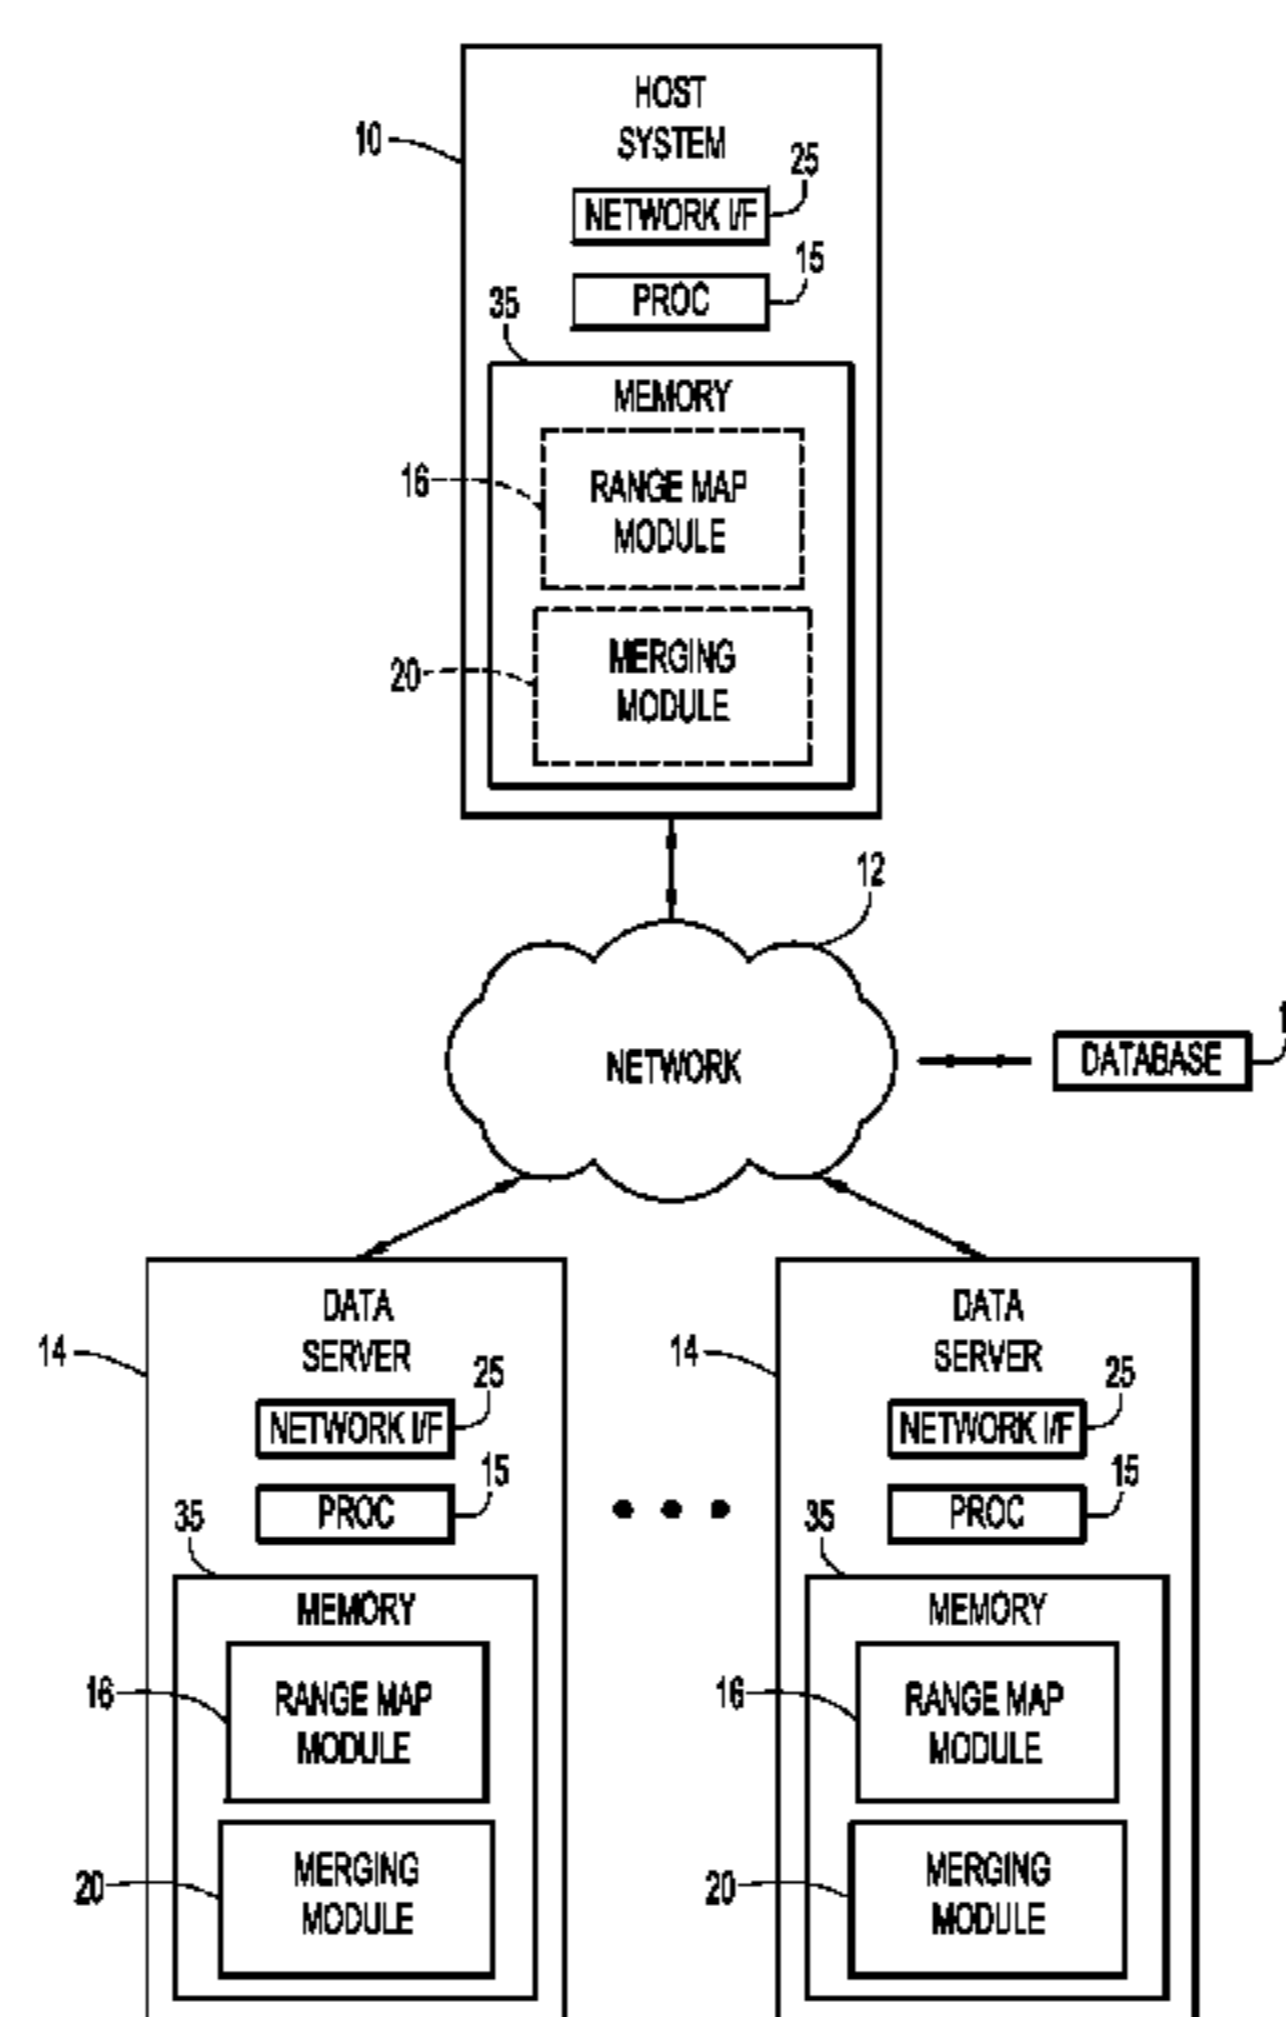 HOST
SYSTEM
10
25
NETWORK I/F
15
PROC
35
MEMORY
16
RANGE MAP
MODULE
20
MERGING
MODULE
12
NETWORK
DATABASE
DATA
SERVER
14
25
NETWORK I/F
15
PROC
35
MEMORY
16
RANGE MAP
MODULE
20
MERGING
MODULE
DATA
SERVER
14
25
NETWORK I/F
15
PROC
35
MEMORY
16
RANGE MAP
MODULE
20
MERGING
MODULE